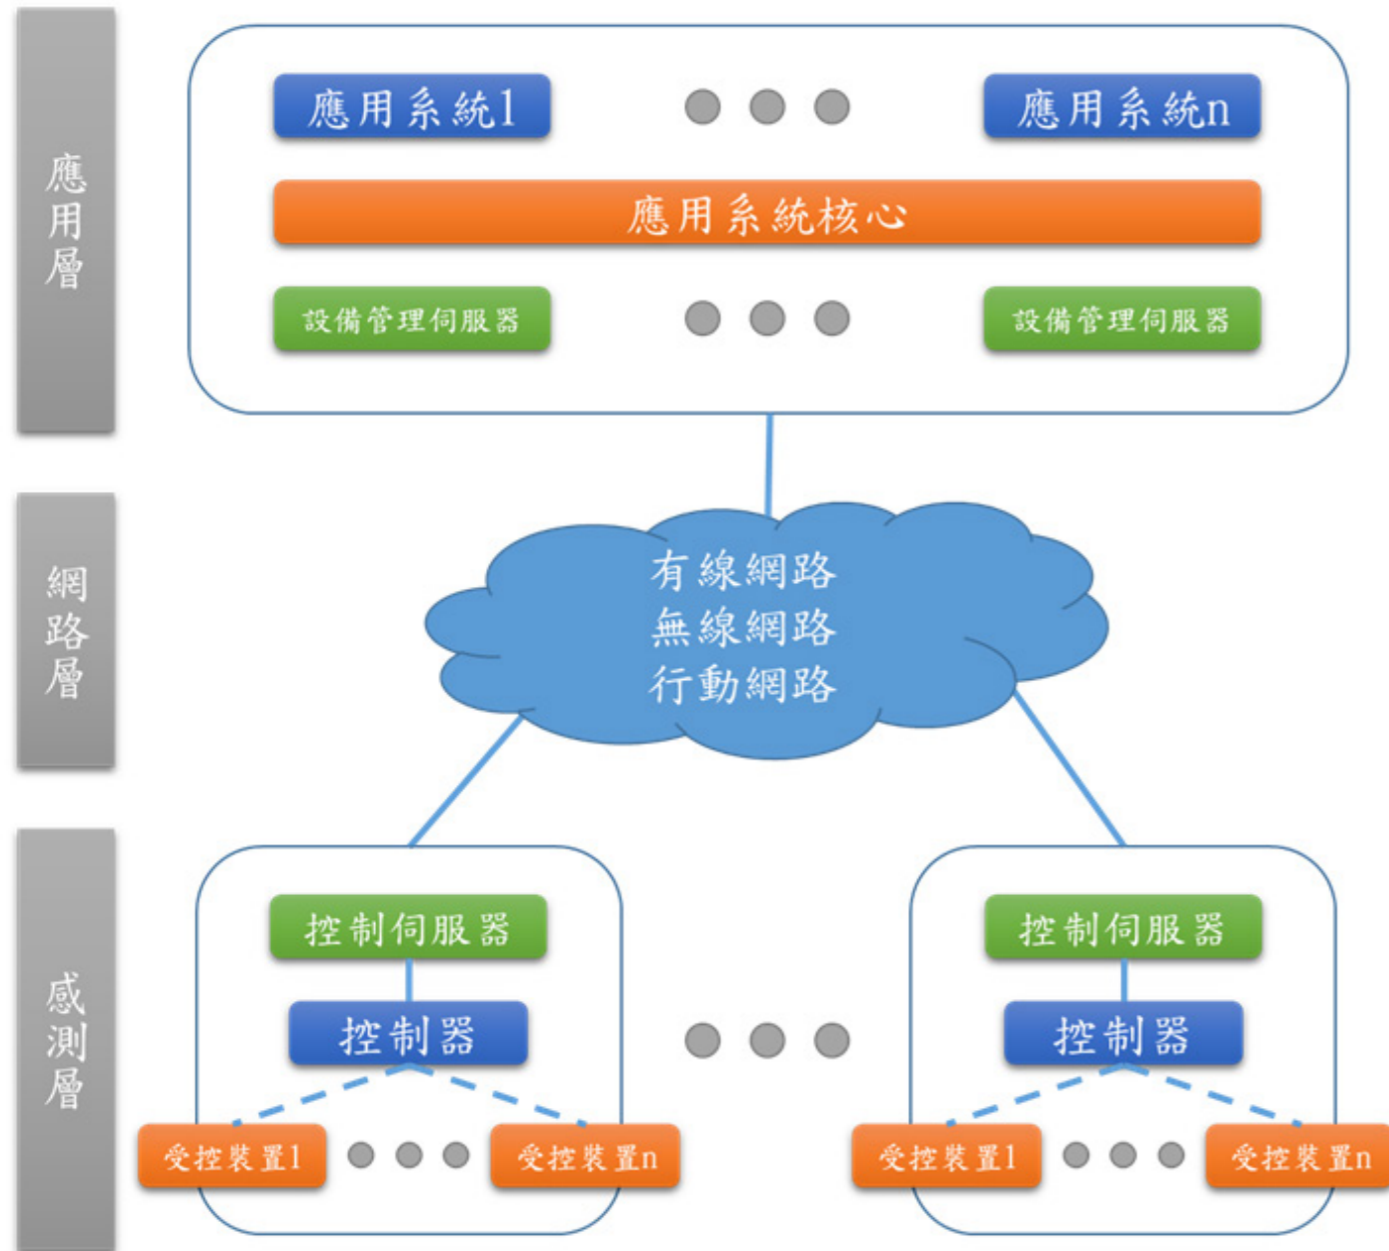 應用層
應用系統1
應用系統n
應用系統核心
設備管理伺服器
設備管理伺服器
網路層
有線網路
無線網路
行動網路
感測層
控制伺服器
控制伺服器
控制器
控制器
受控裝置1
受控裝置n
受控裝置1
受控裝置n